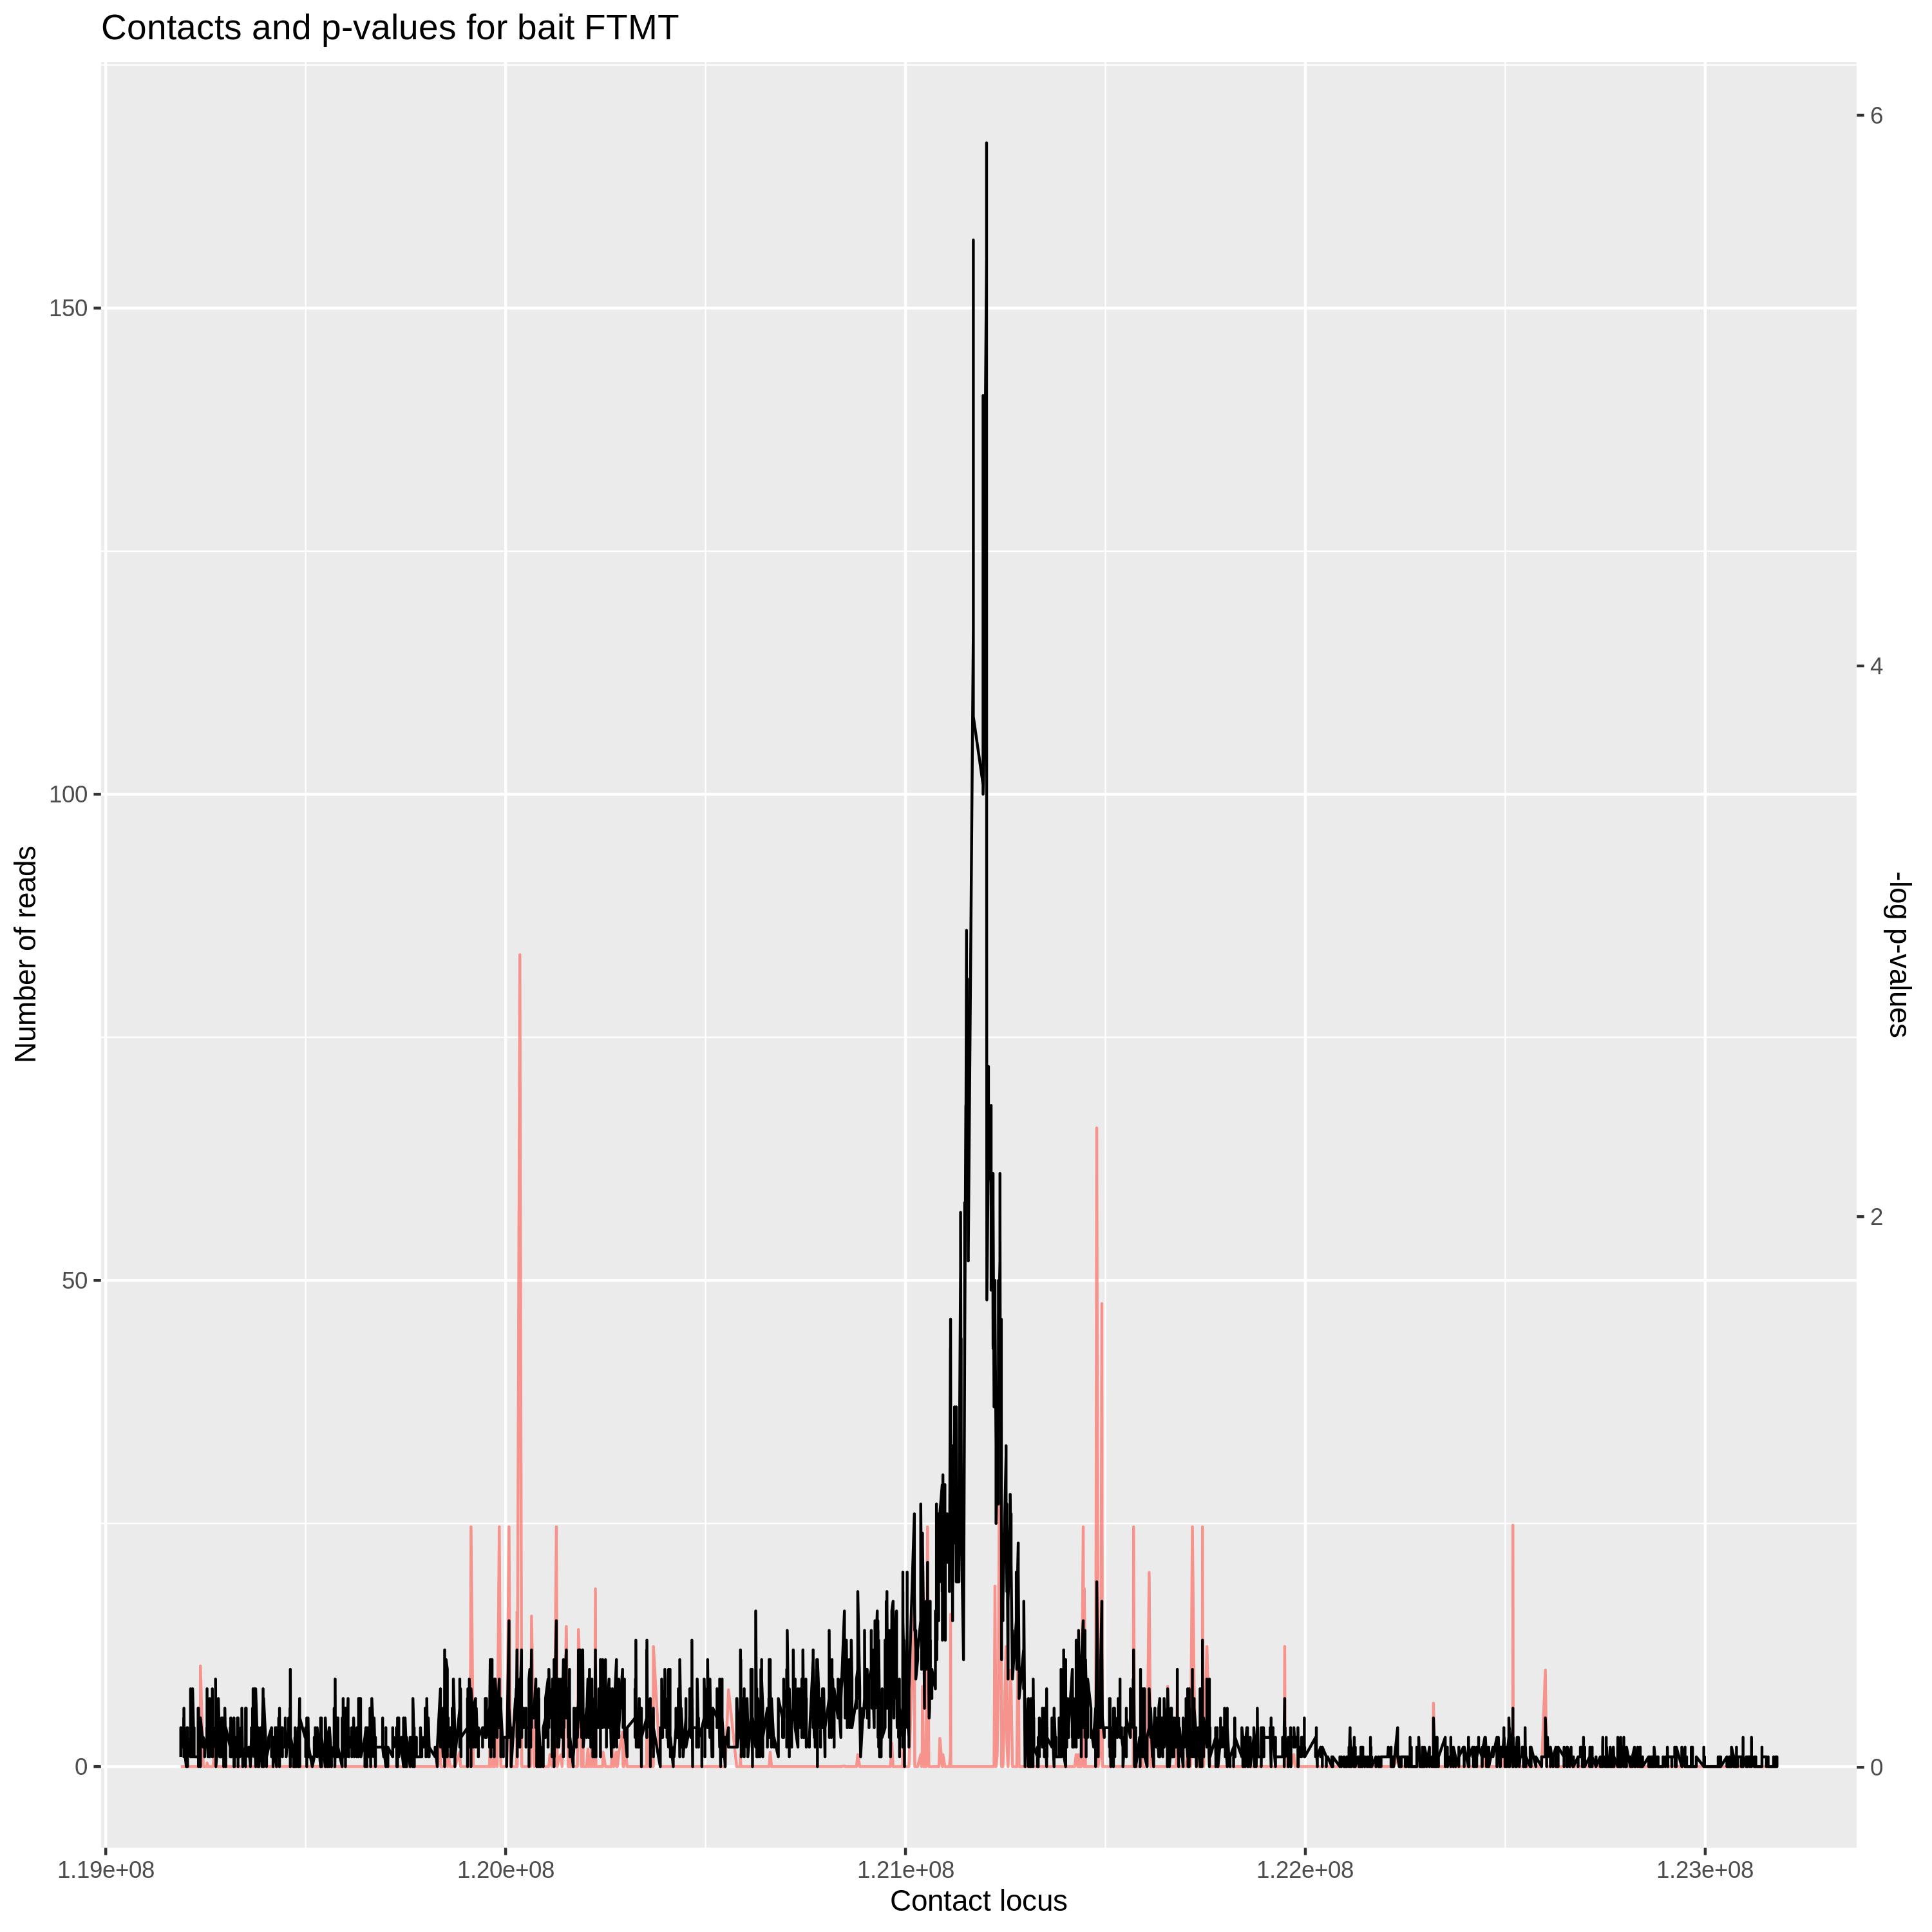 Contacts and p-values for bait FTMT
Number of reads
150
100
50
0
6
4
2
0
-log p-values
1.19e+08 1.20e+08 1.21e+08 1.22e+08 1.23e+08
Contact locus